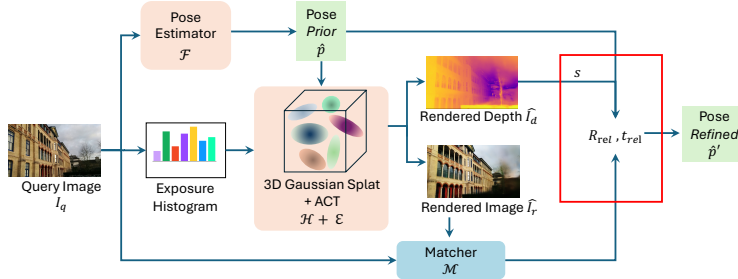 Pose
Estimator
ℱ
Pose
Prior
p̂
Rendered Depth Î_d
s
R_rel , t_rel
Pose
Refined
p̂′
Query Image
I_q
Exposure
Histogram
3D Gaussian Splat
+ ACT
ℋ + ℰ
Rendered Image Î_r
Matcher
ℳ